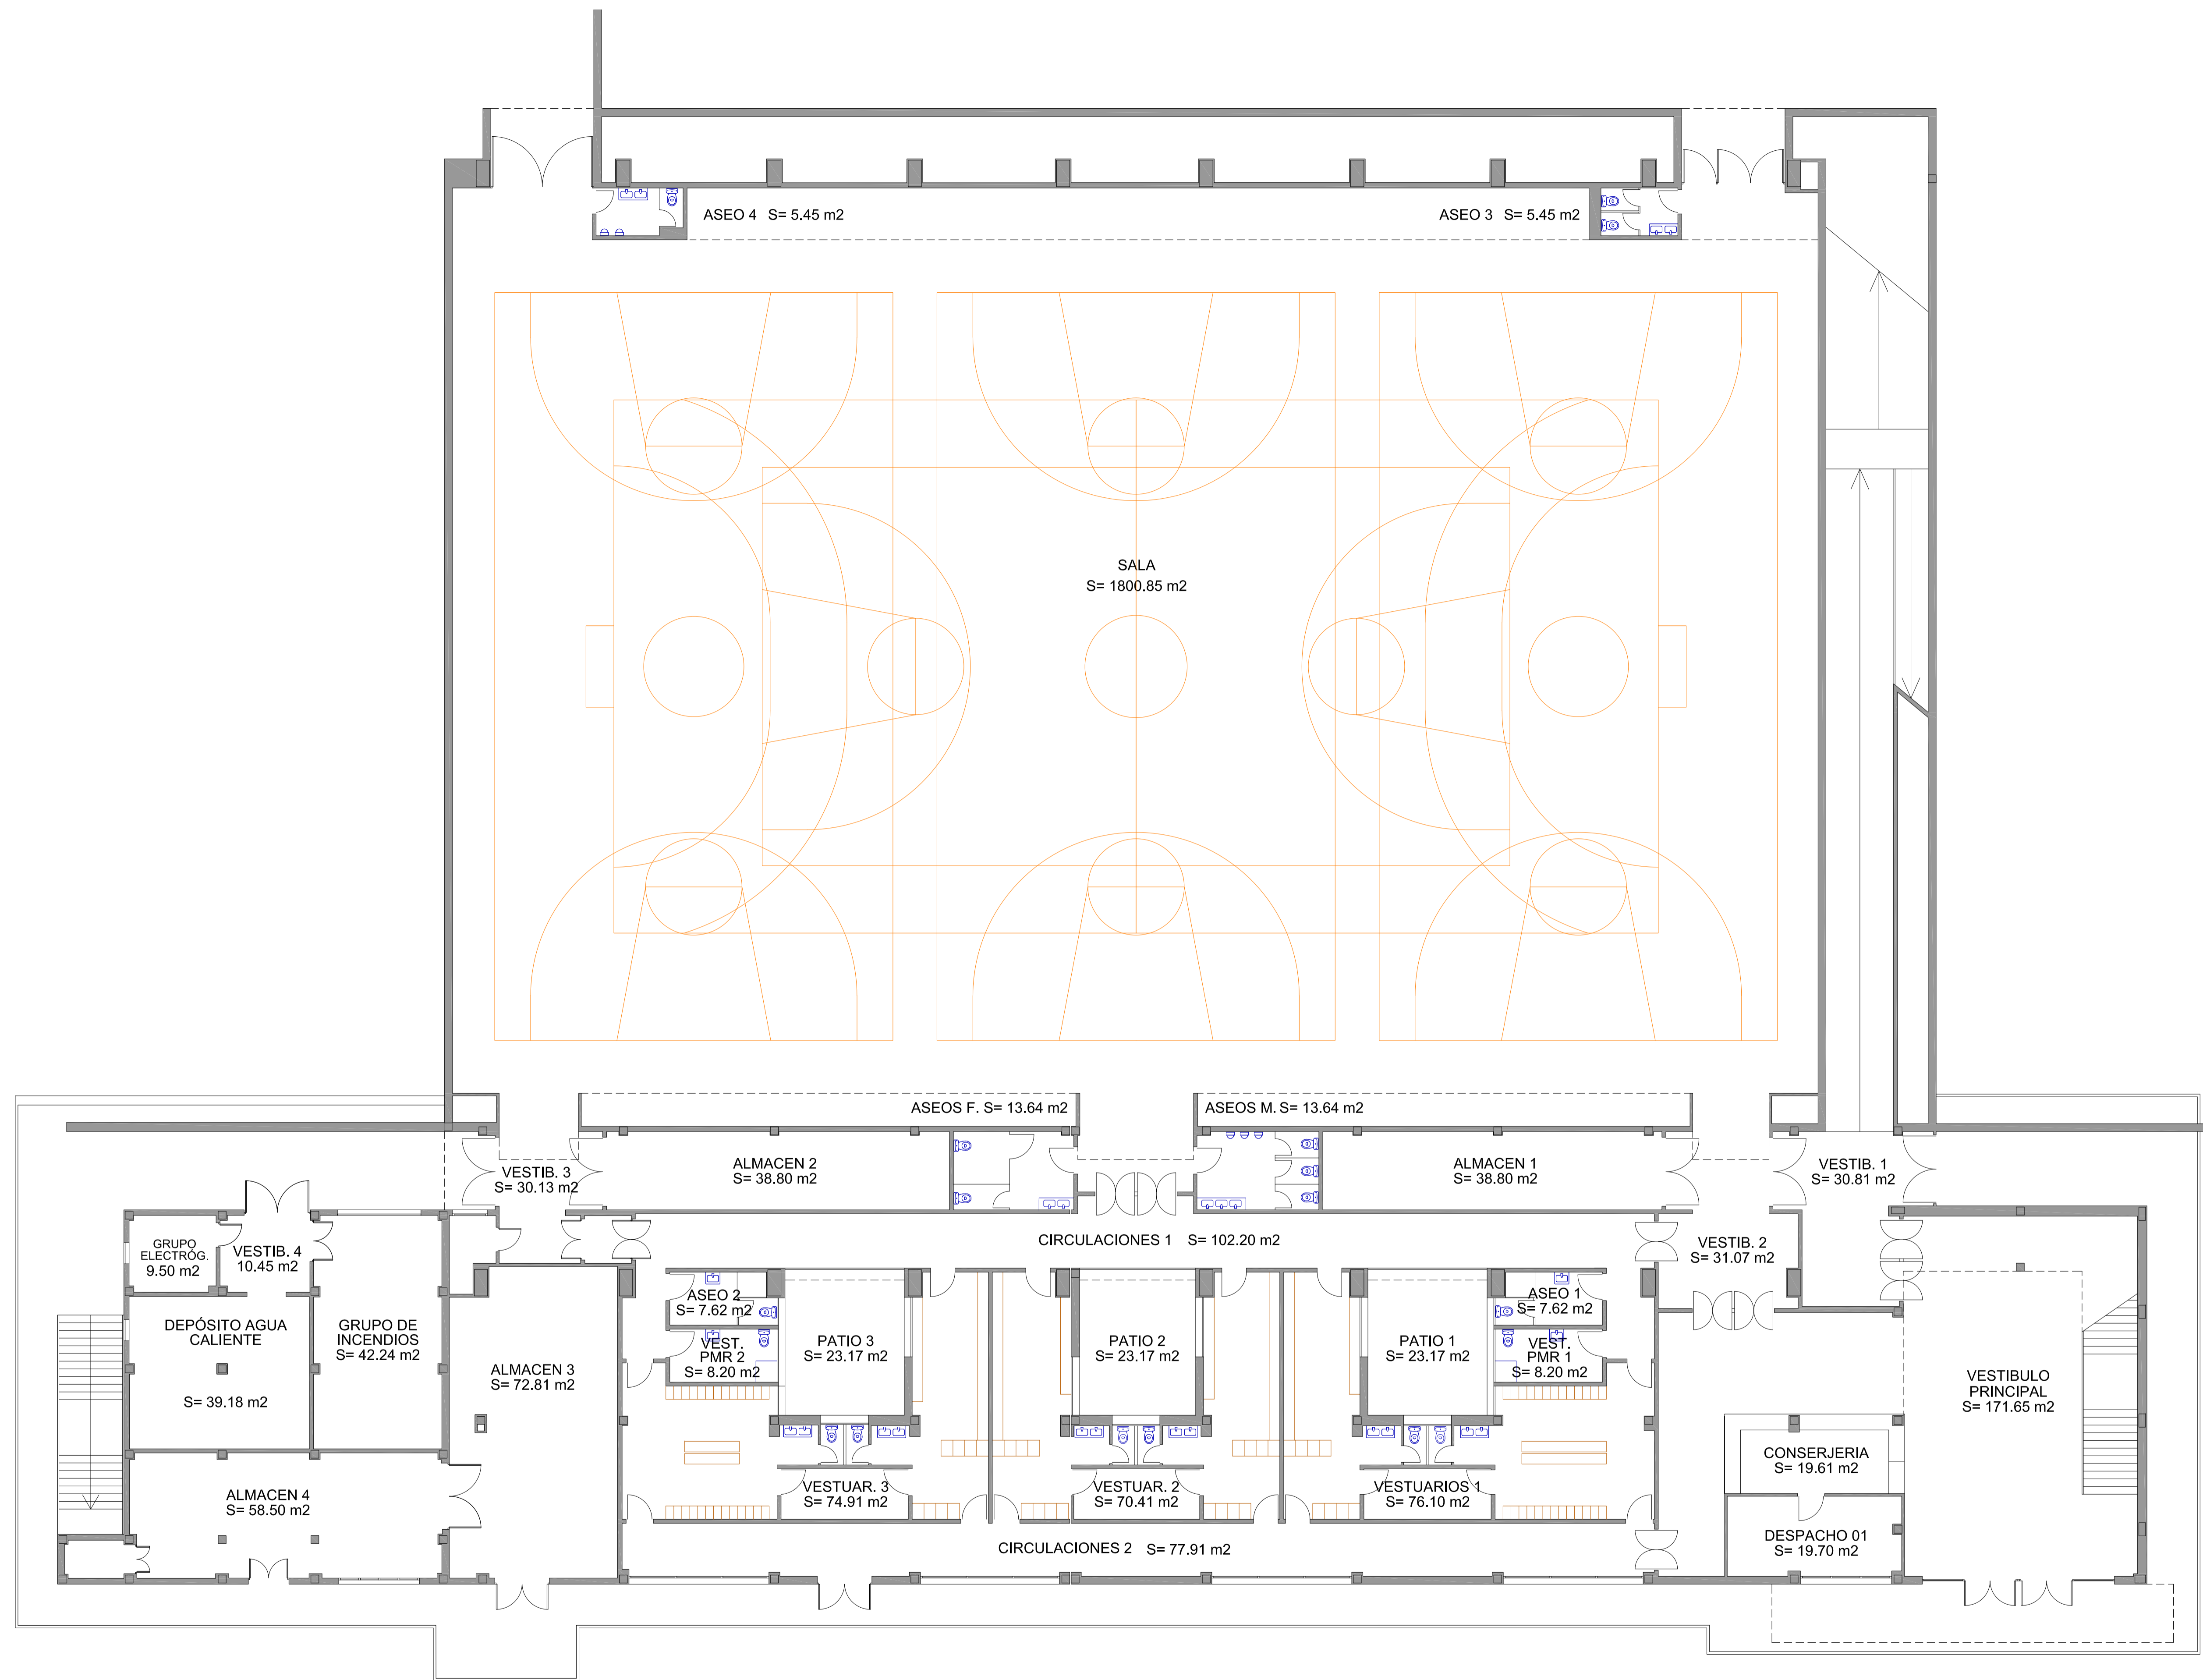 ASEO 4 S= 5.45 m2
ASEO 3 S= 5.45 m2
SALA
S= 1800.85 m2
ASEOS F. S= 13.64 m2
ASEOS M. S= 13.64 m2
VESTIB. 3
S= 30.13 m2
ALMACEN 2
S= 38.80 m2
ALMACEN 1
S= 38.80 m2
VESTIB. 1
S= 30.81 m2
GRUPO
ELECTRÓG.
9.50 m2
VESTIB. 4
10.45 m2
CIRCULACIONES 1 S= 102.20 m2
VESTIB. 2
S= 31.07 m2
DEPÓSITO AGUA
CALIENTE
S= 39.18 m2
GRUPO DE
INCENDIOS
S= 42.24 m2
ALMACEN 3
S= 72.81 m2
ASEO 2
S= 7.62 m2
VEST.
PMR 2
S= 8.20 m2
PATIO 3
S= 23.17 m2
PATIO 2
S= 23.17 m2
PATIO 1
S= 23.17 m2
ASEO 1
S= 7.62 m2
VEST.
PMR 1
S= 8.20 m2
VESTIBULO
PRINCIPAL
S= 171.65 m2
CONSERJERIA
S= 19.61 m2
ALMACEN 4
S= 58.50 m2
VESTUAR. 3
S= 74.91 m2
VESTUAR. 2
S= 70.41 m2
VESTUARIOS 1
S= 76.10 m2
DESPACHO 01
S= 19.70 m2
CIRCULACIONES 2 S= 77.91 m2